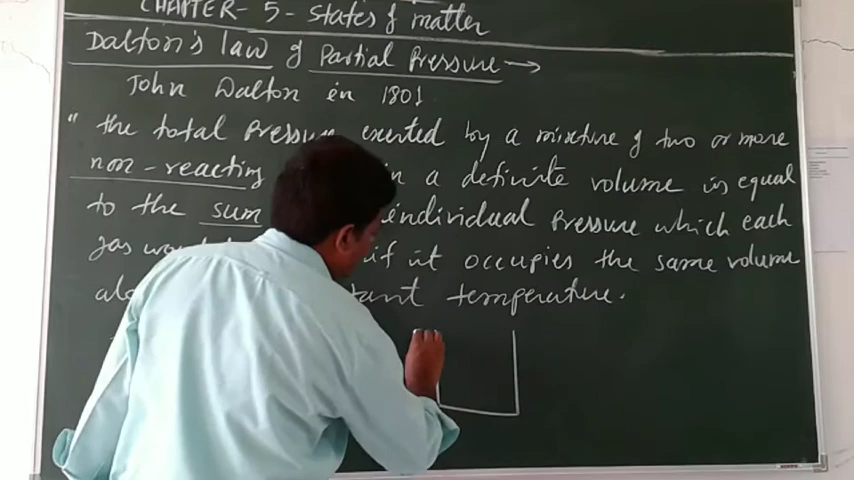 CHAPTER- 5- States of matter
Dalton's law of Partial Pressure →
John Dalton in 1801
" the total Pressure exerted by a mixture of two or more
non-reacting in a definite volume is equal
to the sum individual Pressure which each
gas if it occupies the same volume
temperature.